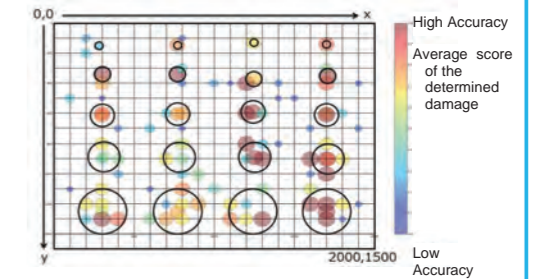 0,0
x
High Accuracy
Average score
of the
determined
damage
y
2000,1500
Low
Accuracy